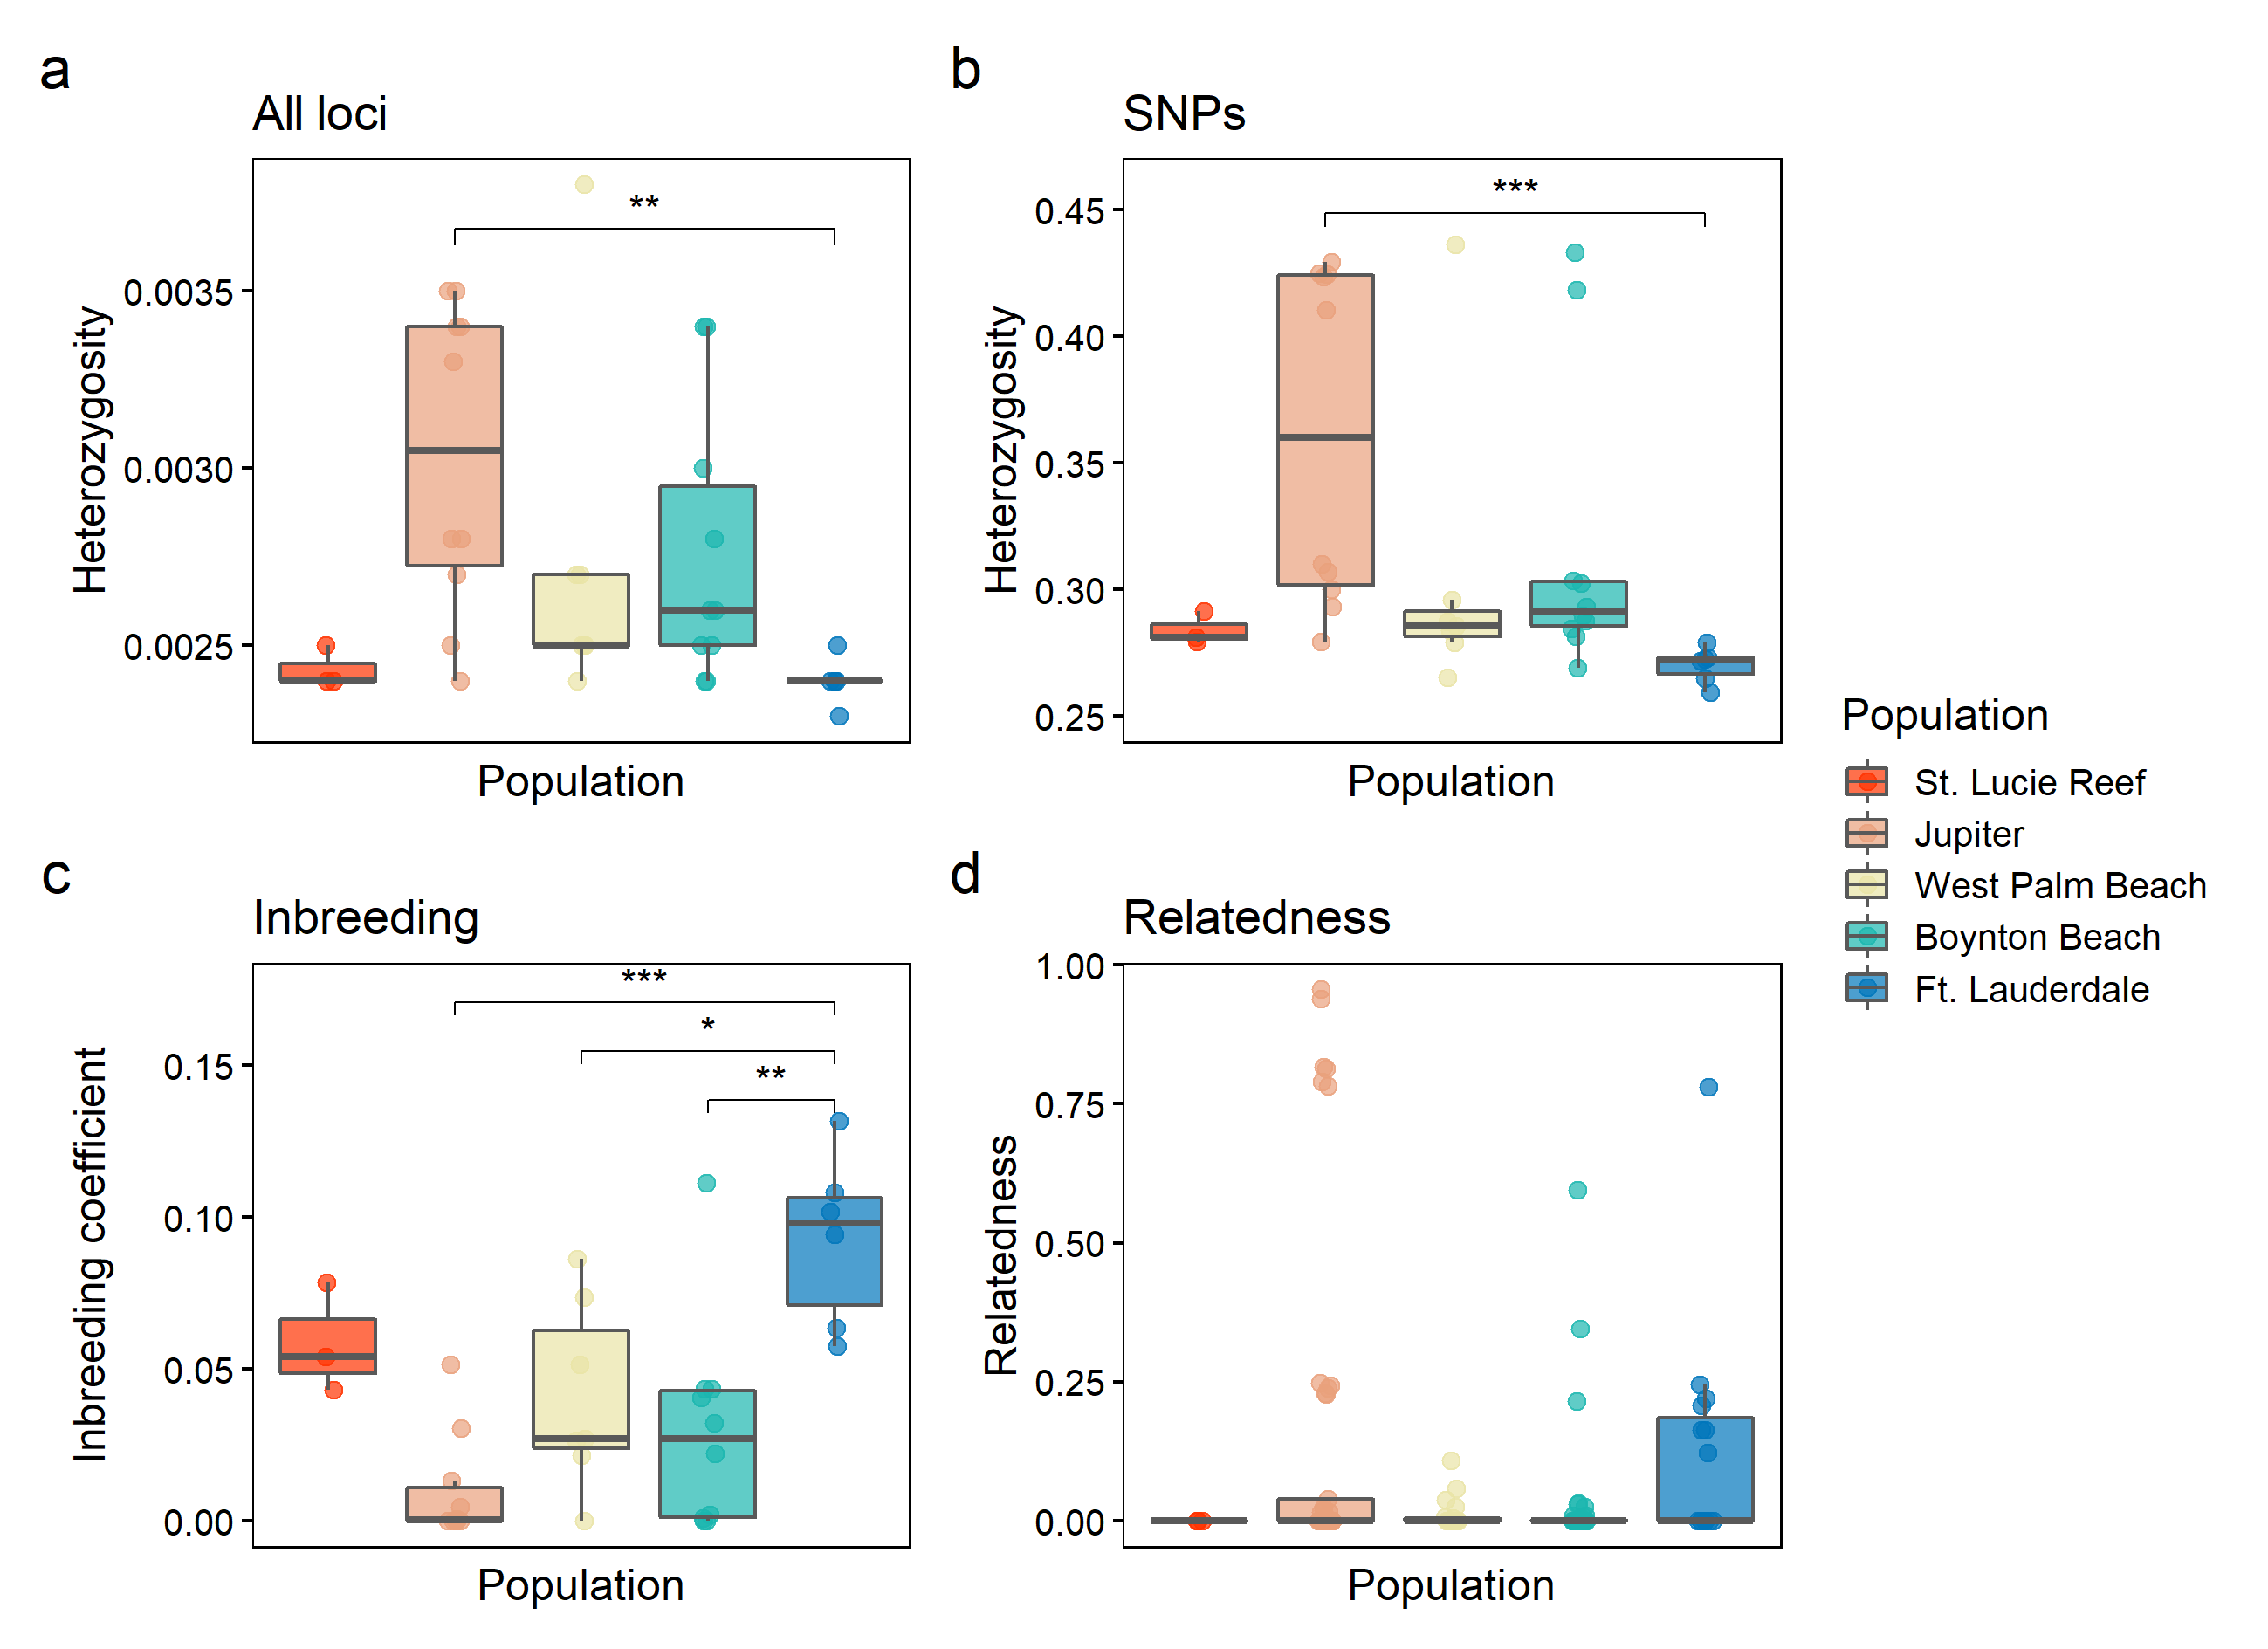 a
All loci
**
Heterozygosity
0.0035
0.0030
0.0025
Population
b
SNPs
***
Heterozygosity
0.45
0.40
0.35
0.30
0.25
Population
c
Inbreeding
***
*
**
Inbreeding coefficient
0.15
0.10
0.05
0.00
Population
d
Relatedness
Relatedness
1.00
0.75
0.50
0.25
0.00
Population
Population
St. Lucie Reef
Jupiter
West Palm Beach
Boynton Beach
Ft. Lauderdale